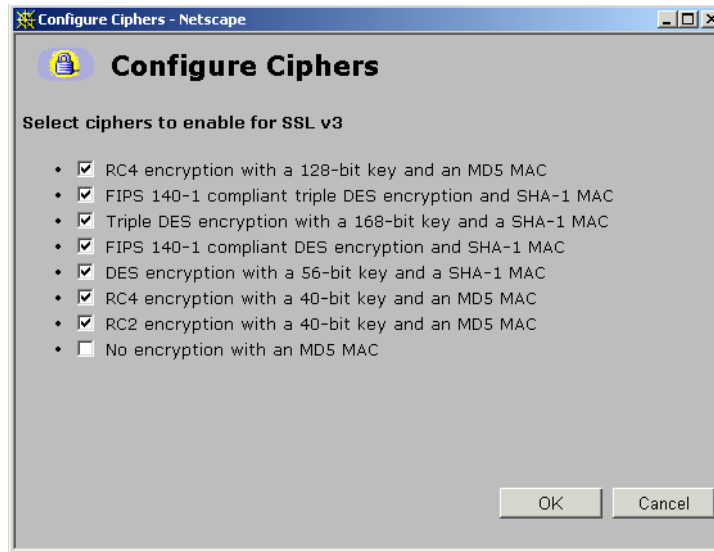 Configure Ciphers - Netscape
Configure Ciphers
Select ciphers to enable for SSL v3
RC4 encryption with a 128-bit key and an MD5 MAC
FIPS 140-1 compliant triple DES encryption and SHA-1 MAC
Triple DES encryption with a 168-bit key and a SHA-1 MAC
FIPS 140-1 compliant DES encryption and SHA-1 MAC
DES encryption with a 56-bit key and a SHA-1 MAC
RC4 encryption with a 40-bit key and an MD5 MAC
RC2 encryption with a 40-bit key and an MD5 MAC
No encryption with an MD5 MAC
OK Cancel